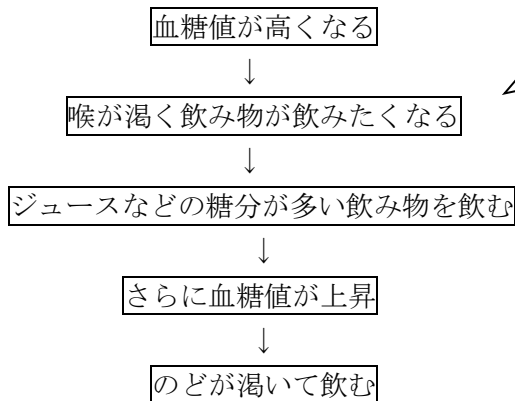 血糖値が高くなる
↓
喉が渇く飲み物が飲みたくなる
↓
ジュースなどの糖分が多い飲み物を飲む
↓
さらに血糖値が上昇
↓
のどが渇いて飲む